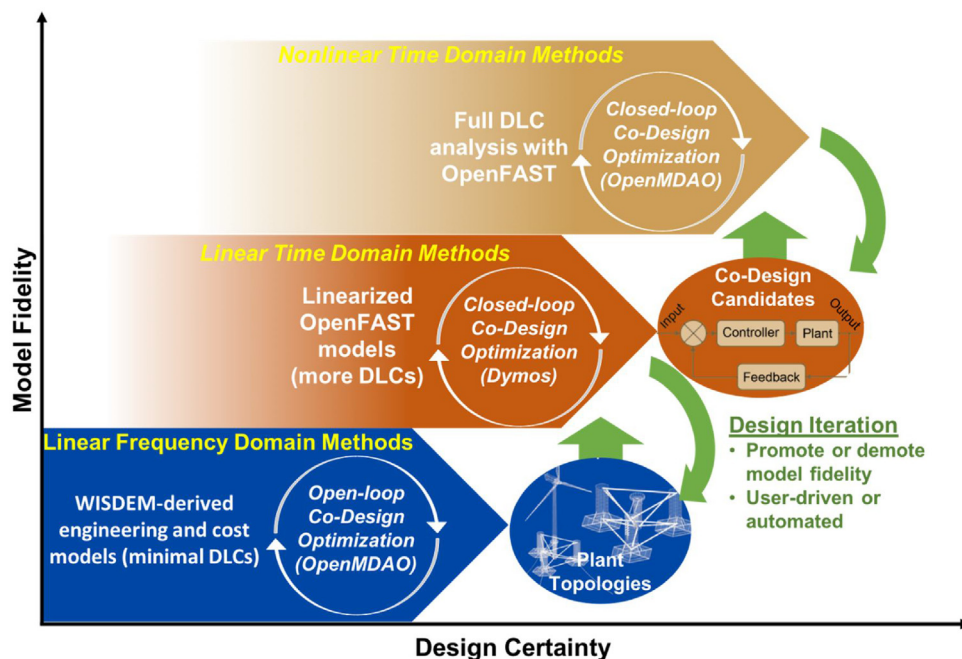 Nonlinear Time Domain Methods
Full DLC
analysis with
OpenFAST
Closed-loop
Co-Design
Optimization
(OpenMDAO)
Linear Time Domain Methods
Linearized
OpenFAST
models
(more DLCs)
Closed-loop
Co-Design
Optimization
(Dymos)
Co-Design
Candidates
Input
Controller
Plant
Output
Feedback
Linear Frequency Domain Methods
WISDEM-derived
engineering and cost
models (minimal DLCs)
Open-loop
Co-Design
Optimization
(OpenMDAO)
Plant
Topologies
Design Iteration
• Promote or demote
model fidelity
• User-driven or
automated
Model Fidelity
Design Certainty